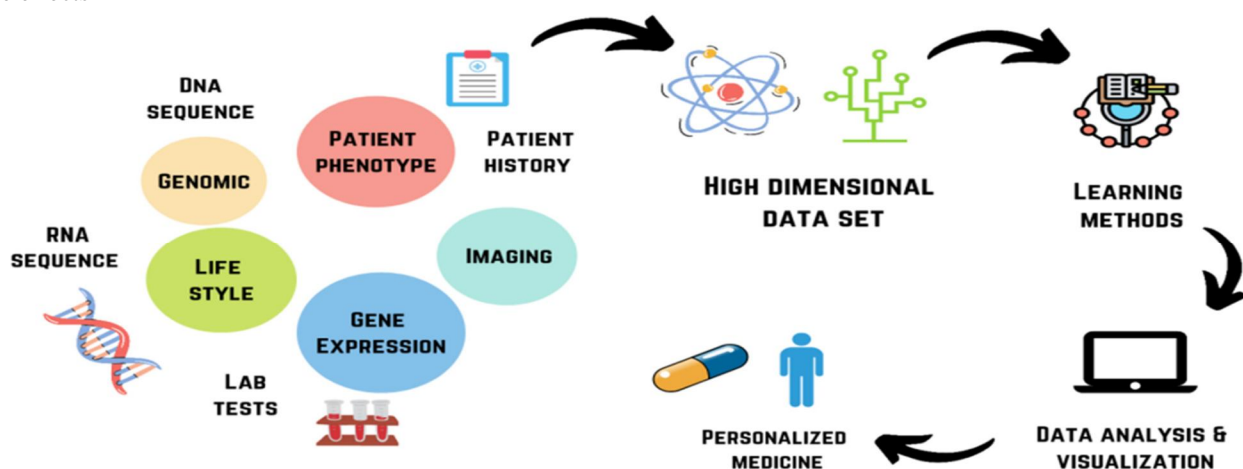 DNA
SEQUENCE
GENOMIC
PATIENT
PHENOTYPE
PATIENT
HISTORY
RNA
SEQUENCE
LIFE
STYLE
IMAGING
GENE
EXPRESSION
LAB
TESTS
HIGH DIMENSIONAL
DATA SET
LEARNING
METHODS
DATA ANALYSIS &
VISUALIZATION
PERSONALIZED
MEDICINE